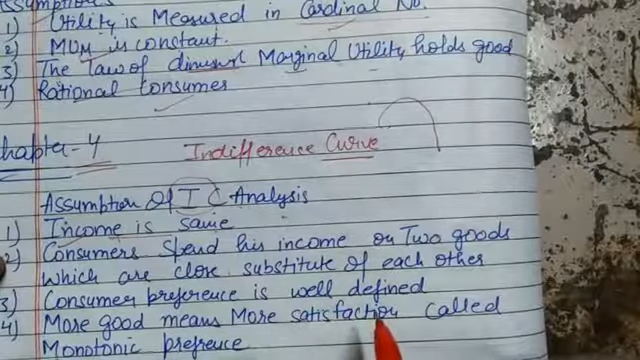 Assumptions
1) Utility is Measured in Cardinal No.
2) MUM is constant.
3) The law of diminish Marginal Utility holds good
4) Rational Consumer
Chapter-4 Indifference Curve
Assumption Of I C Analysis
1) Income is same
2) Consumers spend his income on Two goods
which are close substitute of each other
3) Consumer preference is well defined
4) More good means More satisfaction called
Monotonic prefrence